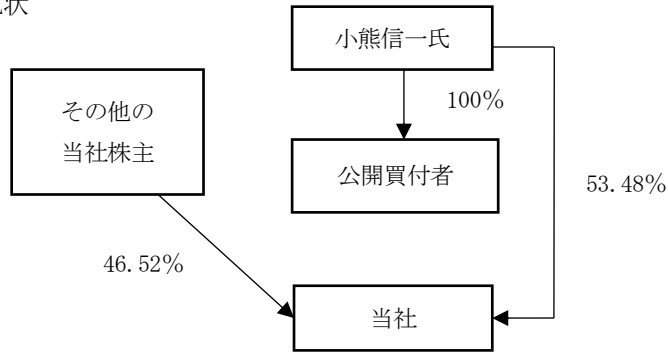 状
小熊信一氏
その他の
当社株主
100%
公開買付者
53.48%
46.52%
当社